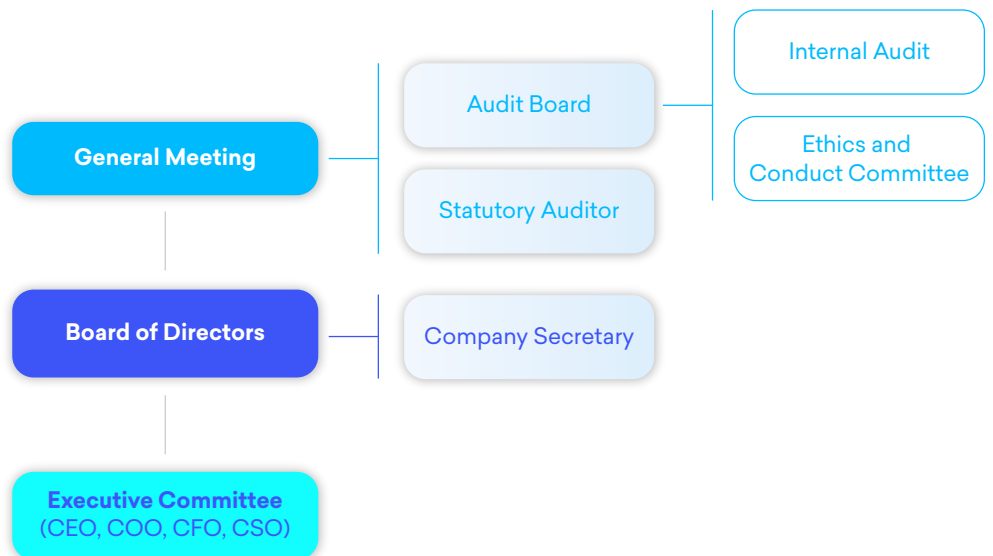 Internal Audit
Audit Board
Ethics and
Conduct Committee
General Meeting
Statutory Auditor
Board of Directors
Company Secretary
Executive Committee
(CEO, COO, CFO, CSO)